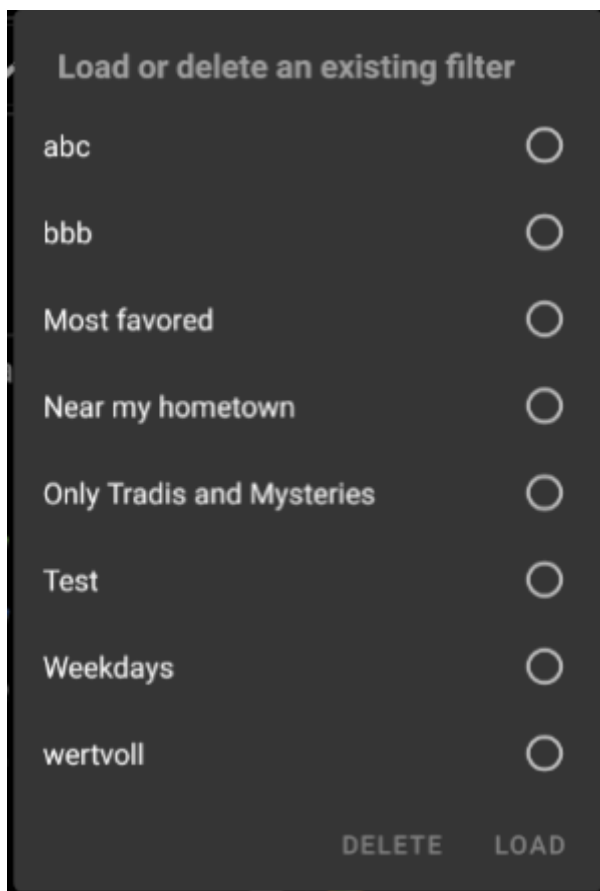 Load or delete an existing filter
abc
bbb
Most favored
Near my hometown
Only Tradis and Mysteries
Test
Weekdays
wertvoll
DELETE LOAD